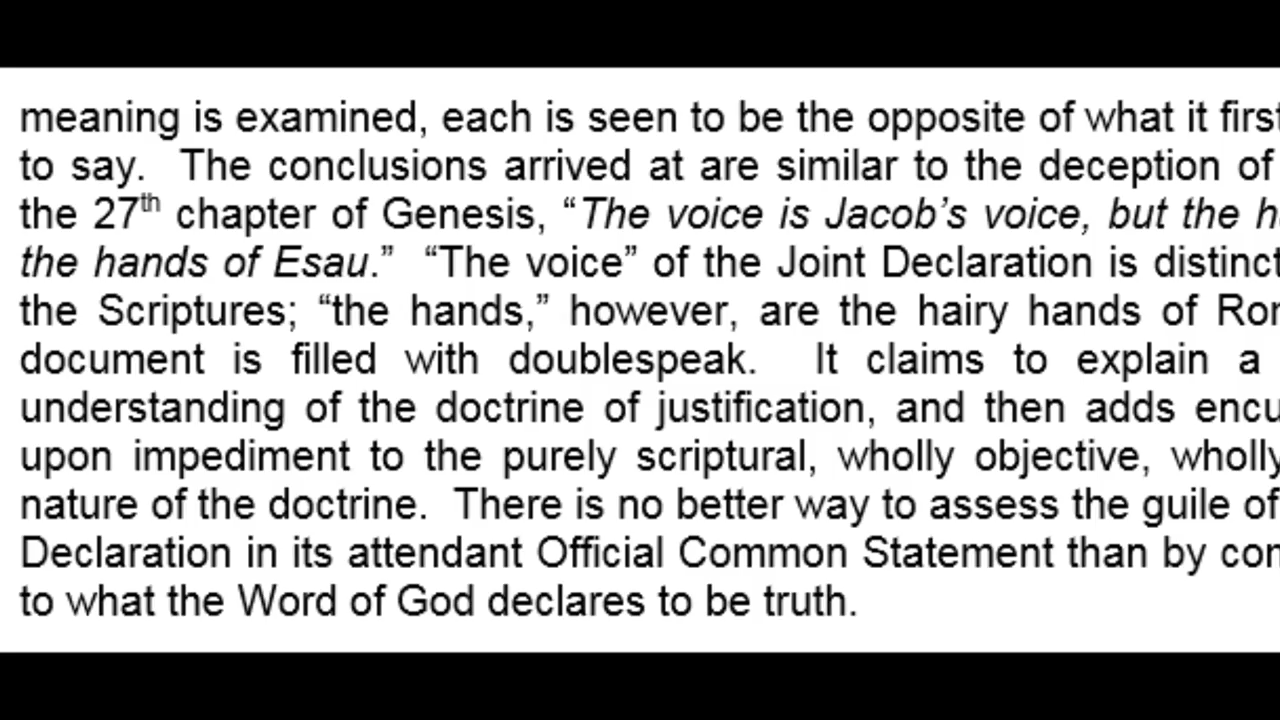 meaning is examined, each is seen to be the opposite of what it first
to say. The conclusions arrived at are similar to the deception of
the 27th chapter of Genesis, “The voice is Jacob’s voice, but the
the hands of Esau.” “The voice” of the Joint Declaration is distinct
the Scriptures; “the hands,” however, are the hairy hands of
document is filled with doublespeak. It claims to explain a
understanding of the doctrine of justification, and then adds
upon impediment to the purely scriptural, wholly objective, wholly
nature of the doctrine. There is no better way to assess the guile of
Declaration in its attendant Official Common Statement than by
to what the Word of God declares to be truth.